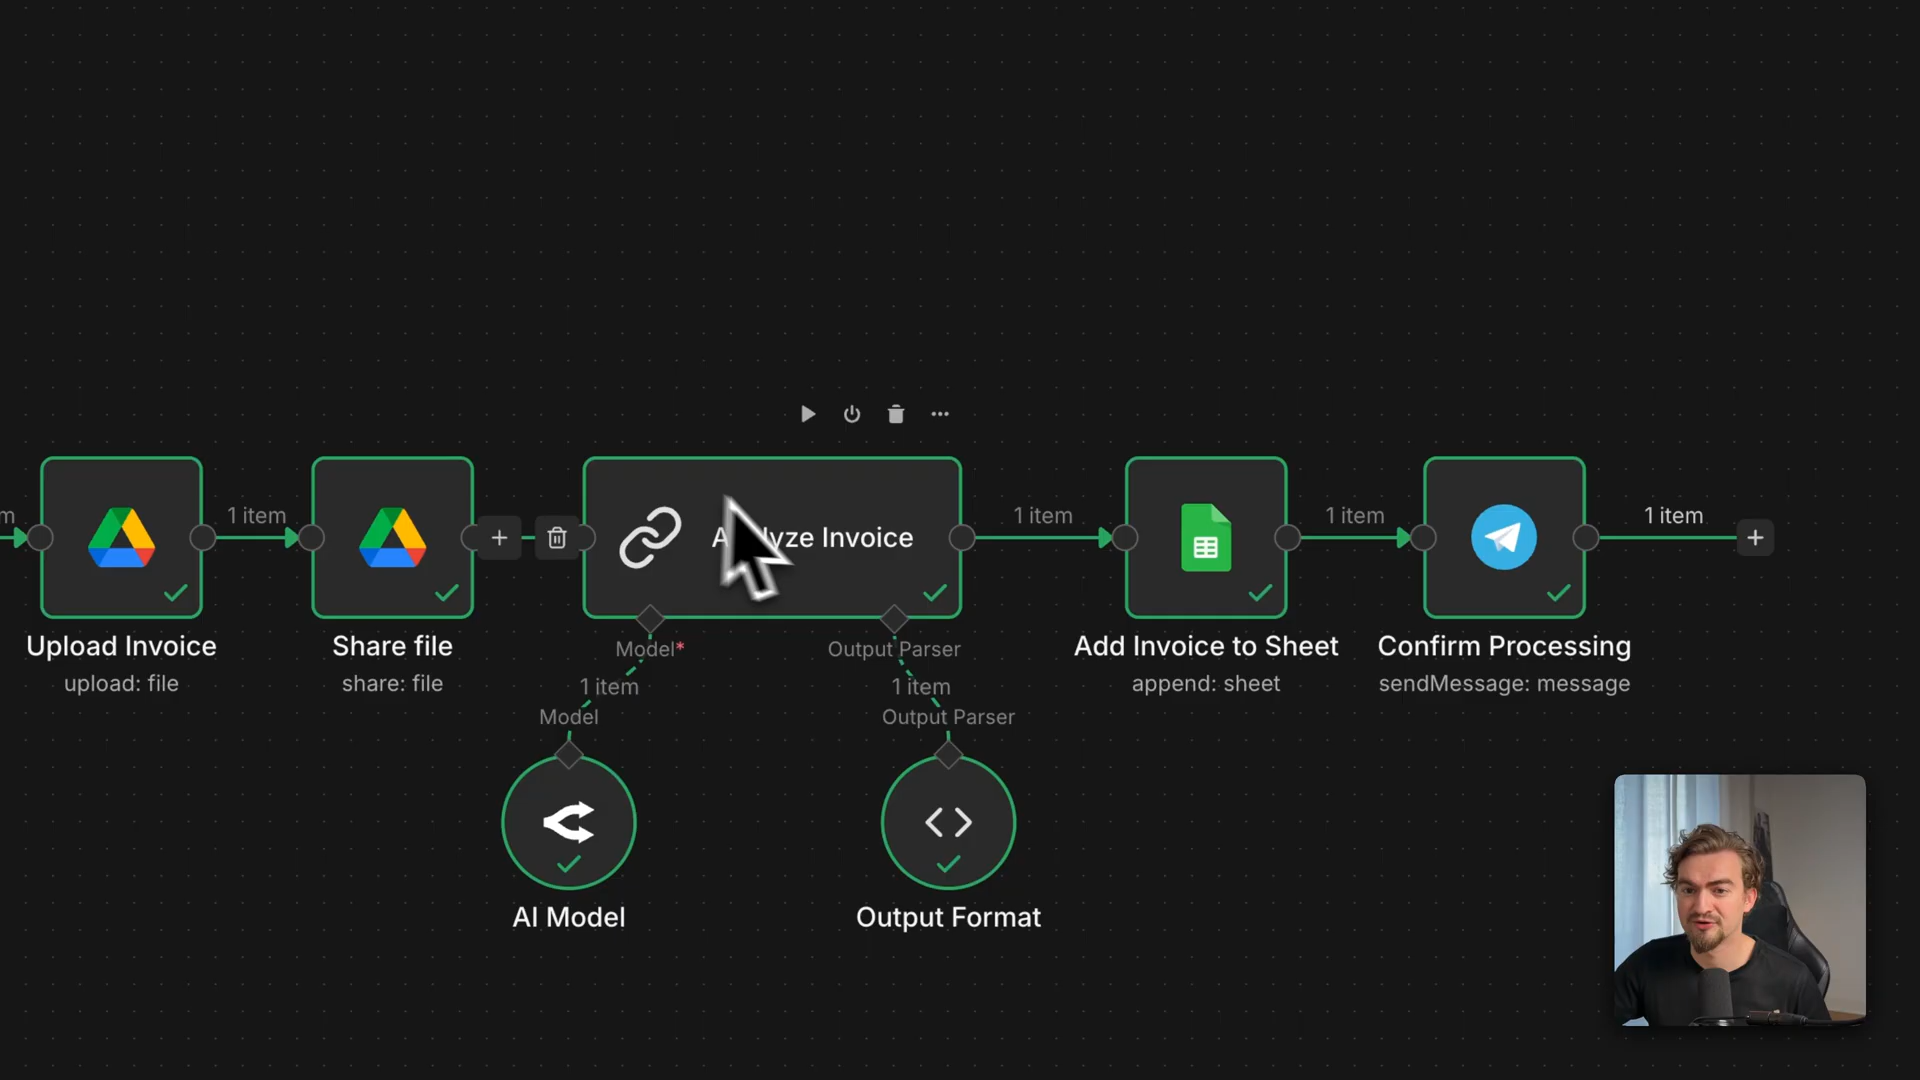 m
1 item
Analyze Invoice
1 item
1 item
1 item
Upload Invoice
upload: file
Share file
share: file
Model*
Output Parser
Add Invoice to Sheet
append: sheet
Confirm Processing
sendMessage: message
1 item
1 item
Model
Output Parser
AI Model
Output Format